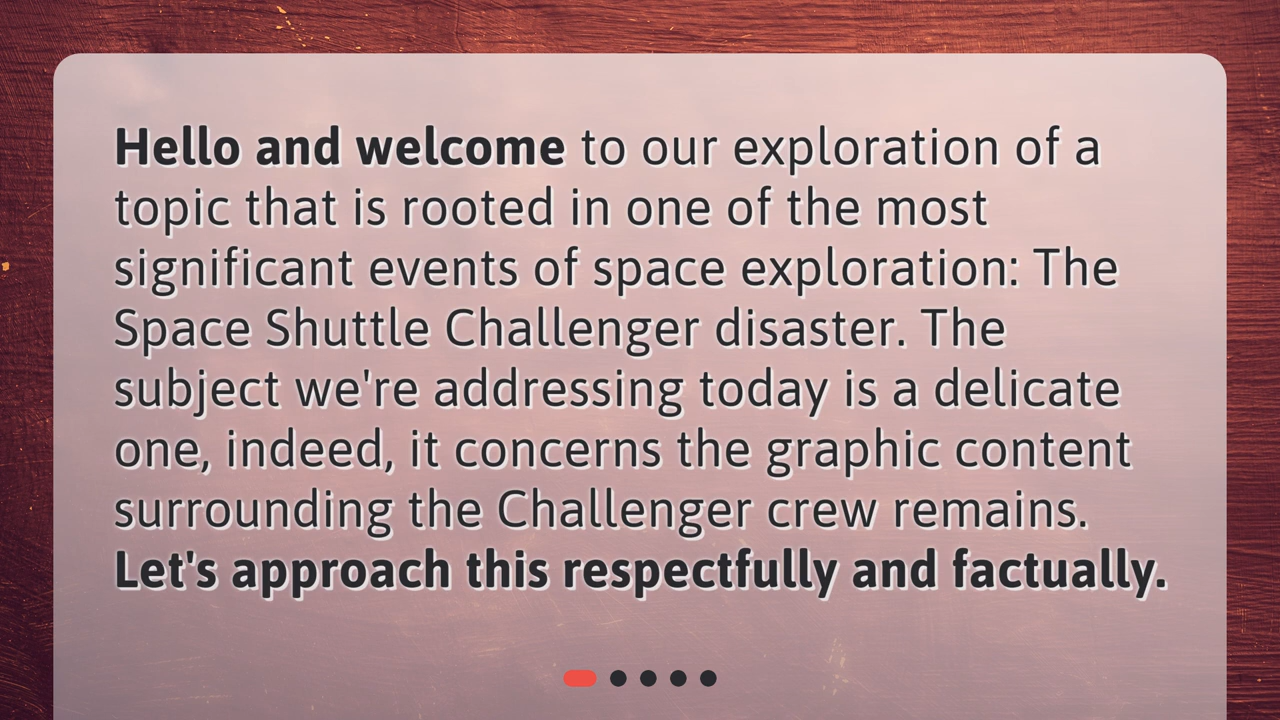 Hello and welcome to our exploration of a
topic that is rooted in one of the most
significant events of space exploration: The
Space Shuttle Challenger disaster. The
subject we're addressing today is a delicate
one, indeed, it concerns the graphic content
surrounding the Challenger crew remains.
Let's approach this respectfully and factually.